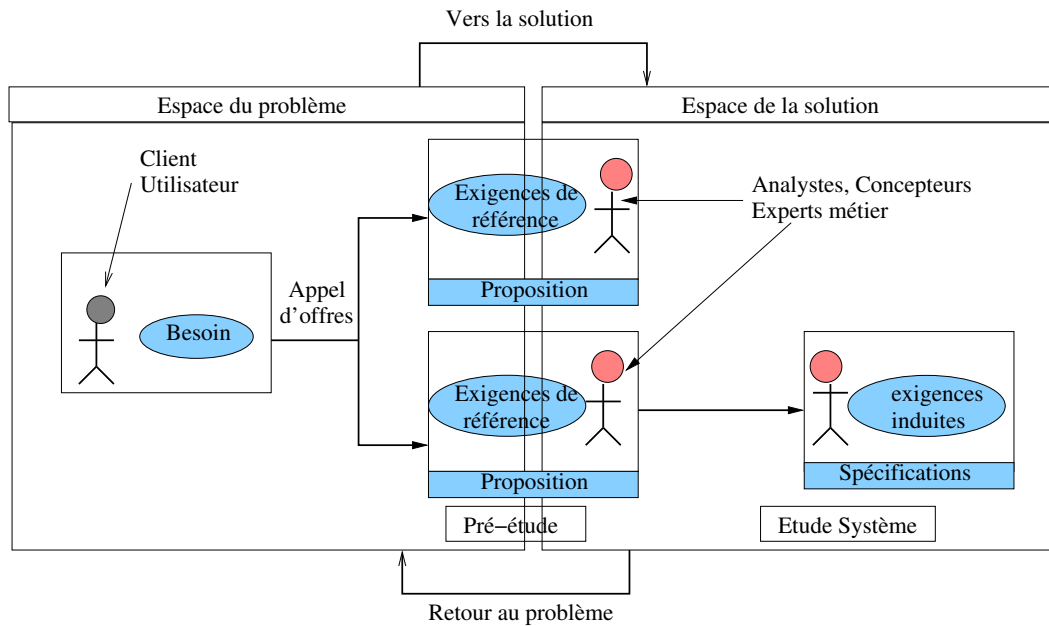 Vers la solution
Espace du problème
Espace de la solution
Client
Utilisateur
Exigences de
référence
Analystes, Concepteurs
Experts métier
Proposition
Appel
d'offres
Besoin
Exigences de
référence
exigences
induites
Proposition
Spécifications
Pré−étude
Etude Système
Retour au problème